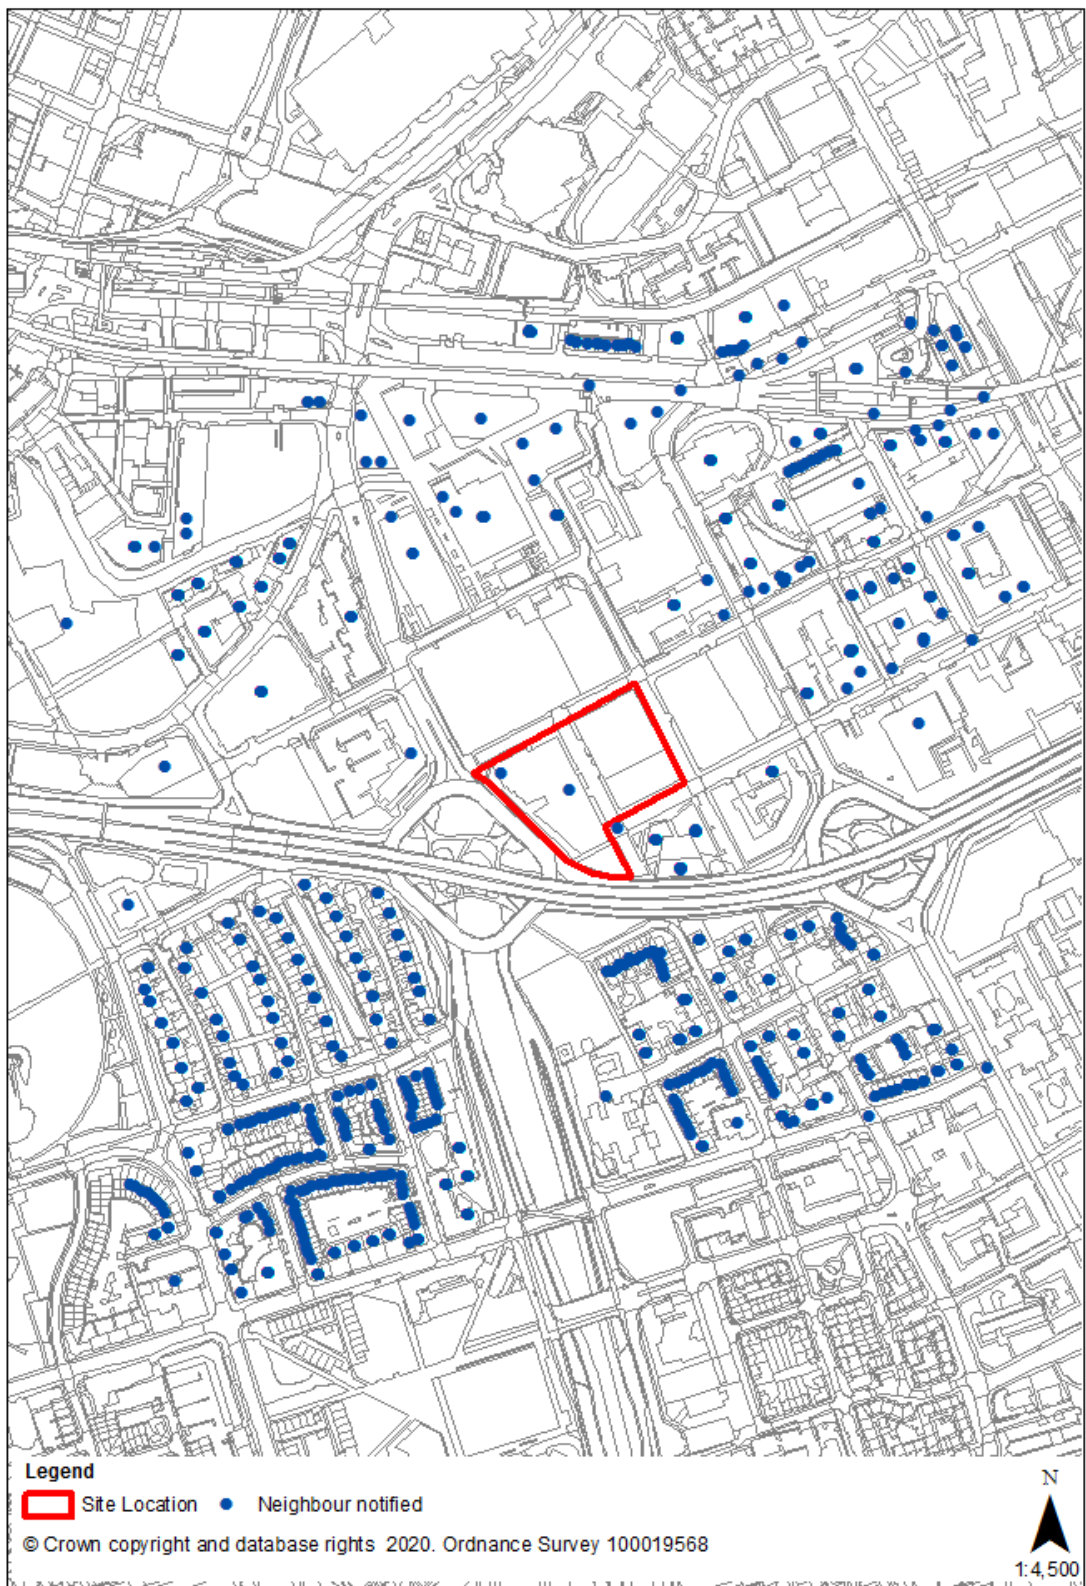 Legend
Site Location Neighbour notified
© Crown copyright and database rights 2020. Ordnance Survey 100019568
N
1:4,500